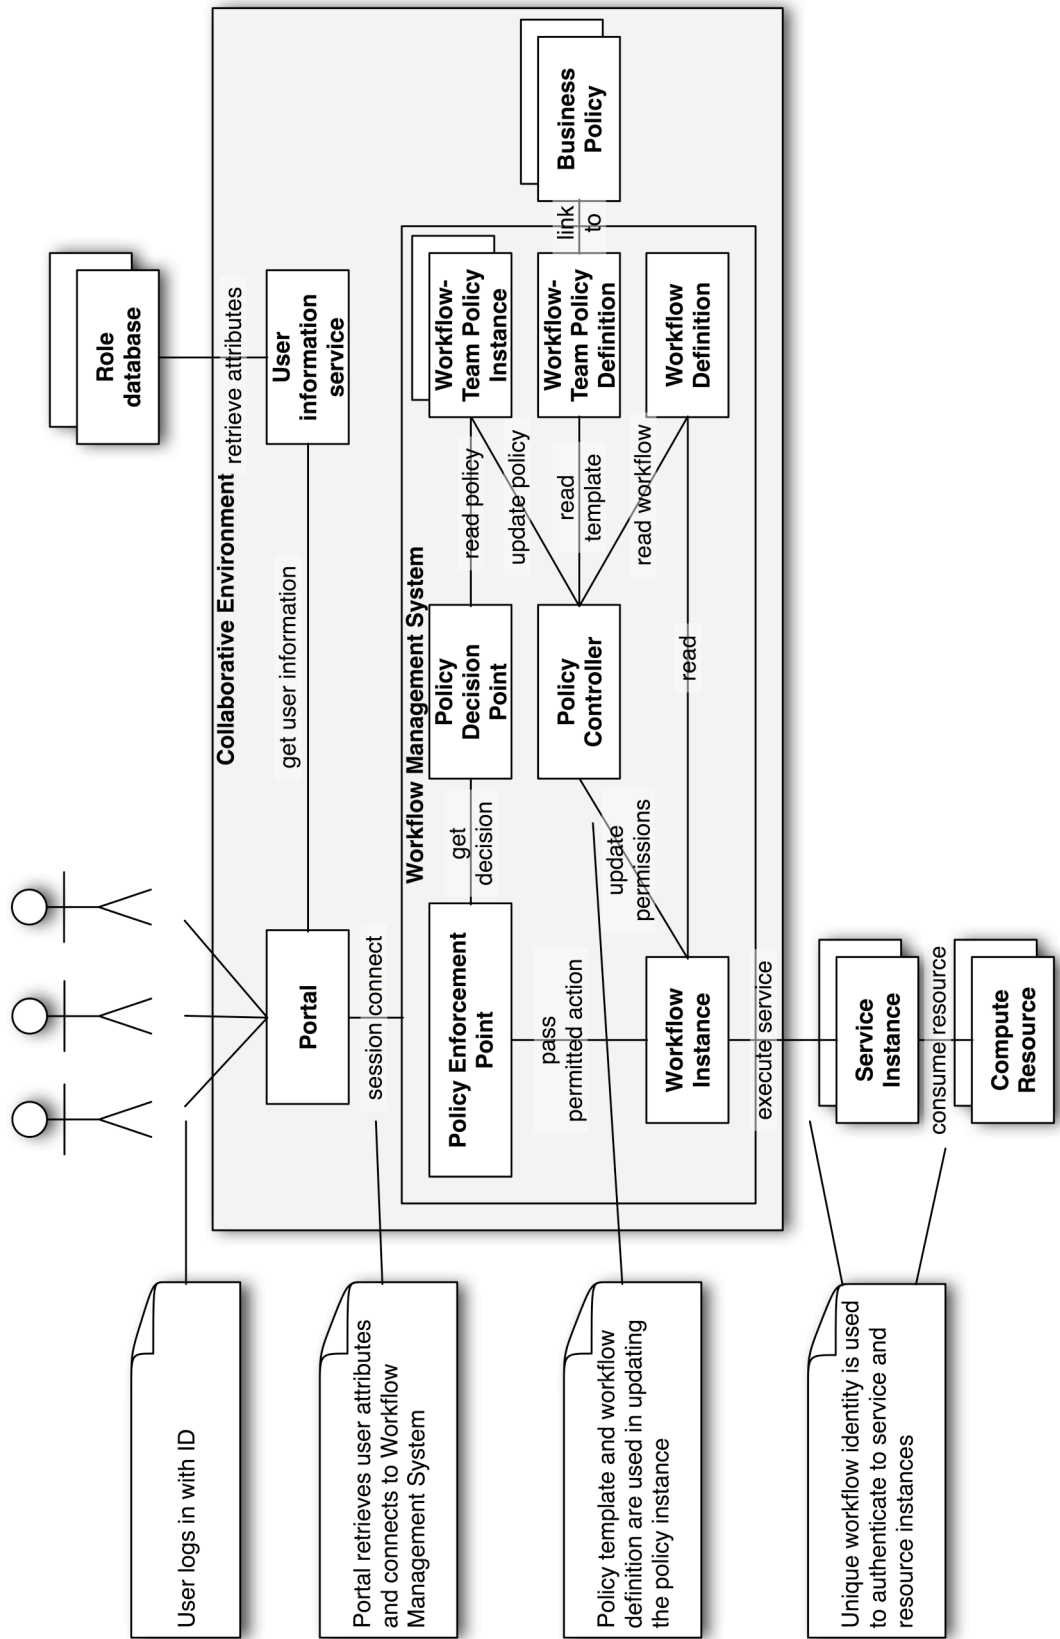 Role
database
retrieve attributes
Collaborative Environment
User
information
service
get user information
Portal
session connect
Workflow Management System
Policy Enforcement
Point
get
decision
Policy
Decision
Point
read policy
Workflow-
Team Policy
Instance
update policy
Policy
Controller
read
template
Workflow-
Team Policy
Definition
link
to
Business
Policy
read workflow
Workflow
Definition
update
permissions
pass
permitted action
Workflow
Instance
read
execute service
Service
Instance
consume resource
Compute
Resource
User logs in with ID
Portal retrieves user attributes
and connects to Workflow
Management System
Policy template and workflow
definition are used in updating
the policy instance
Unique workflow identity is used
to authenticate to service and
resource instances